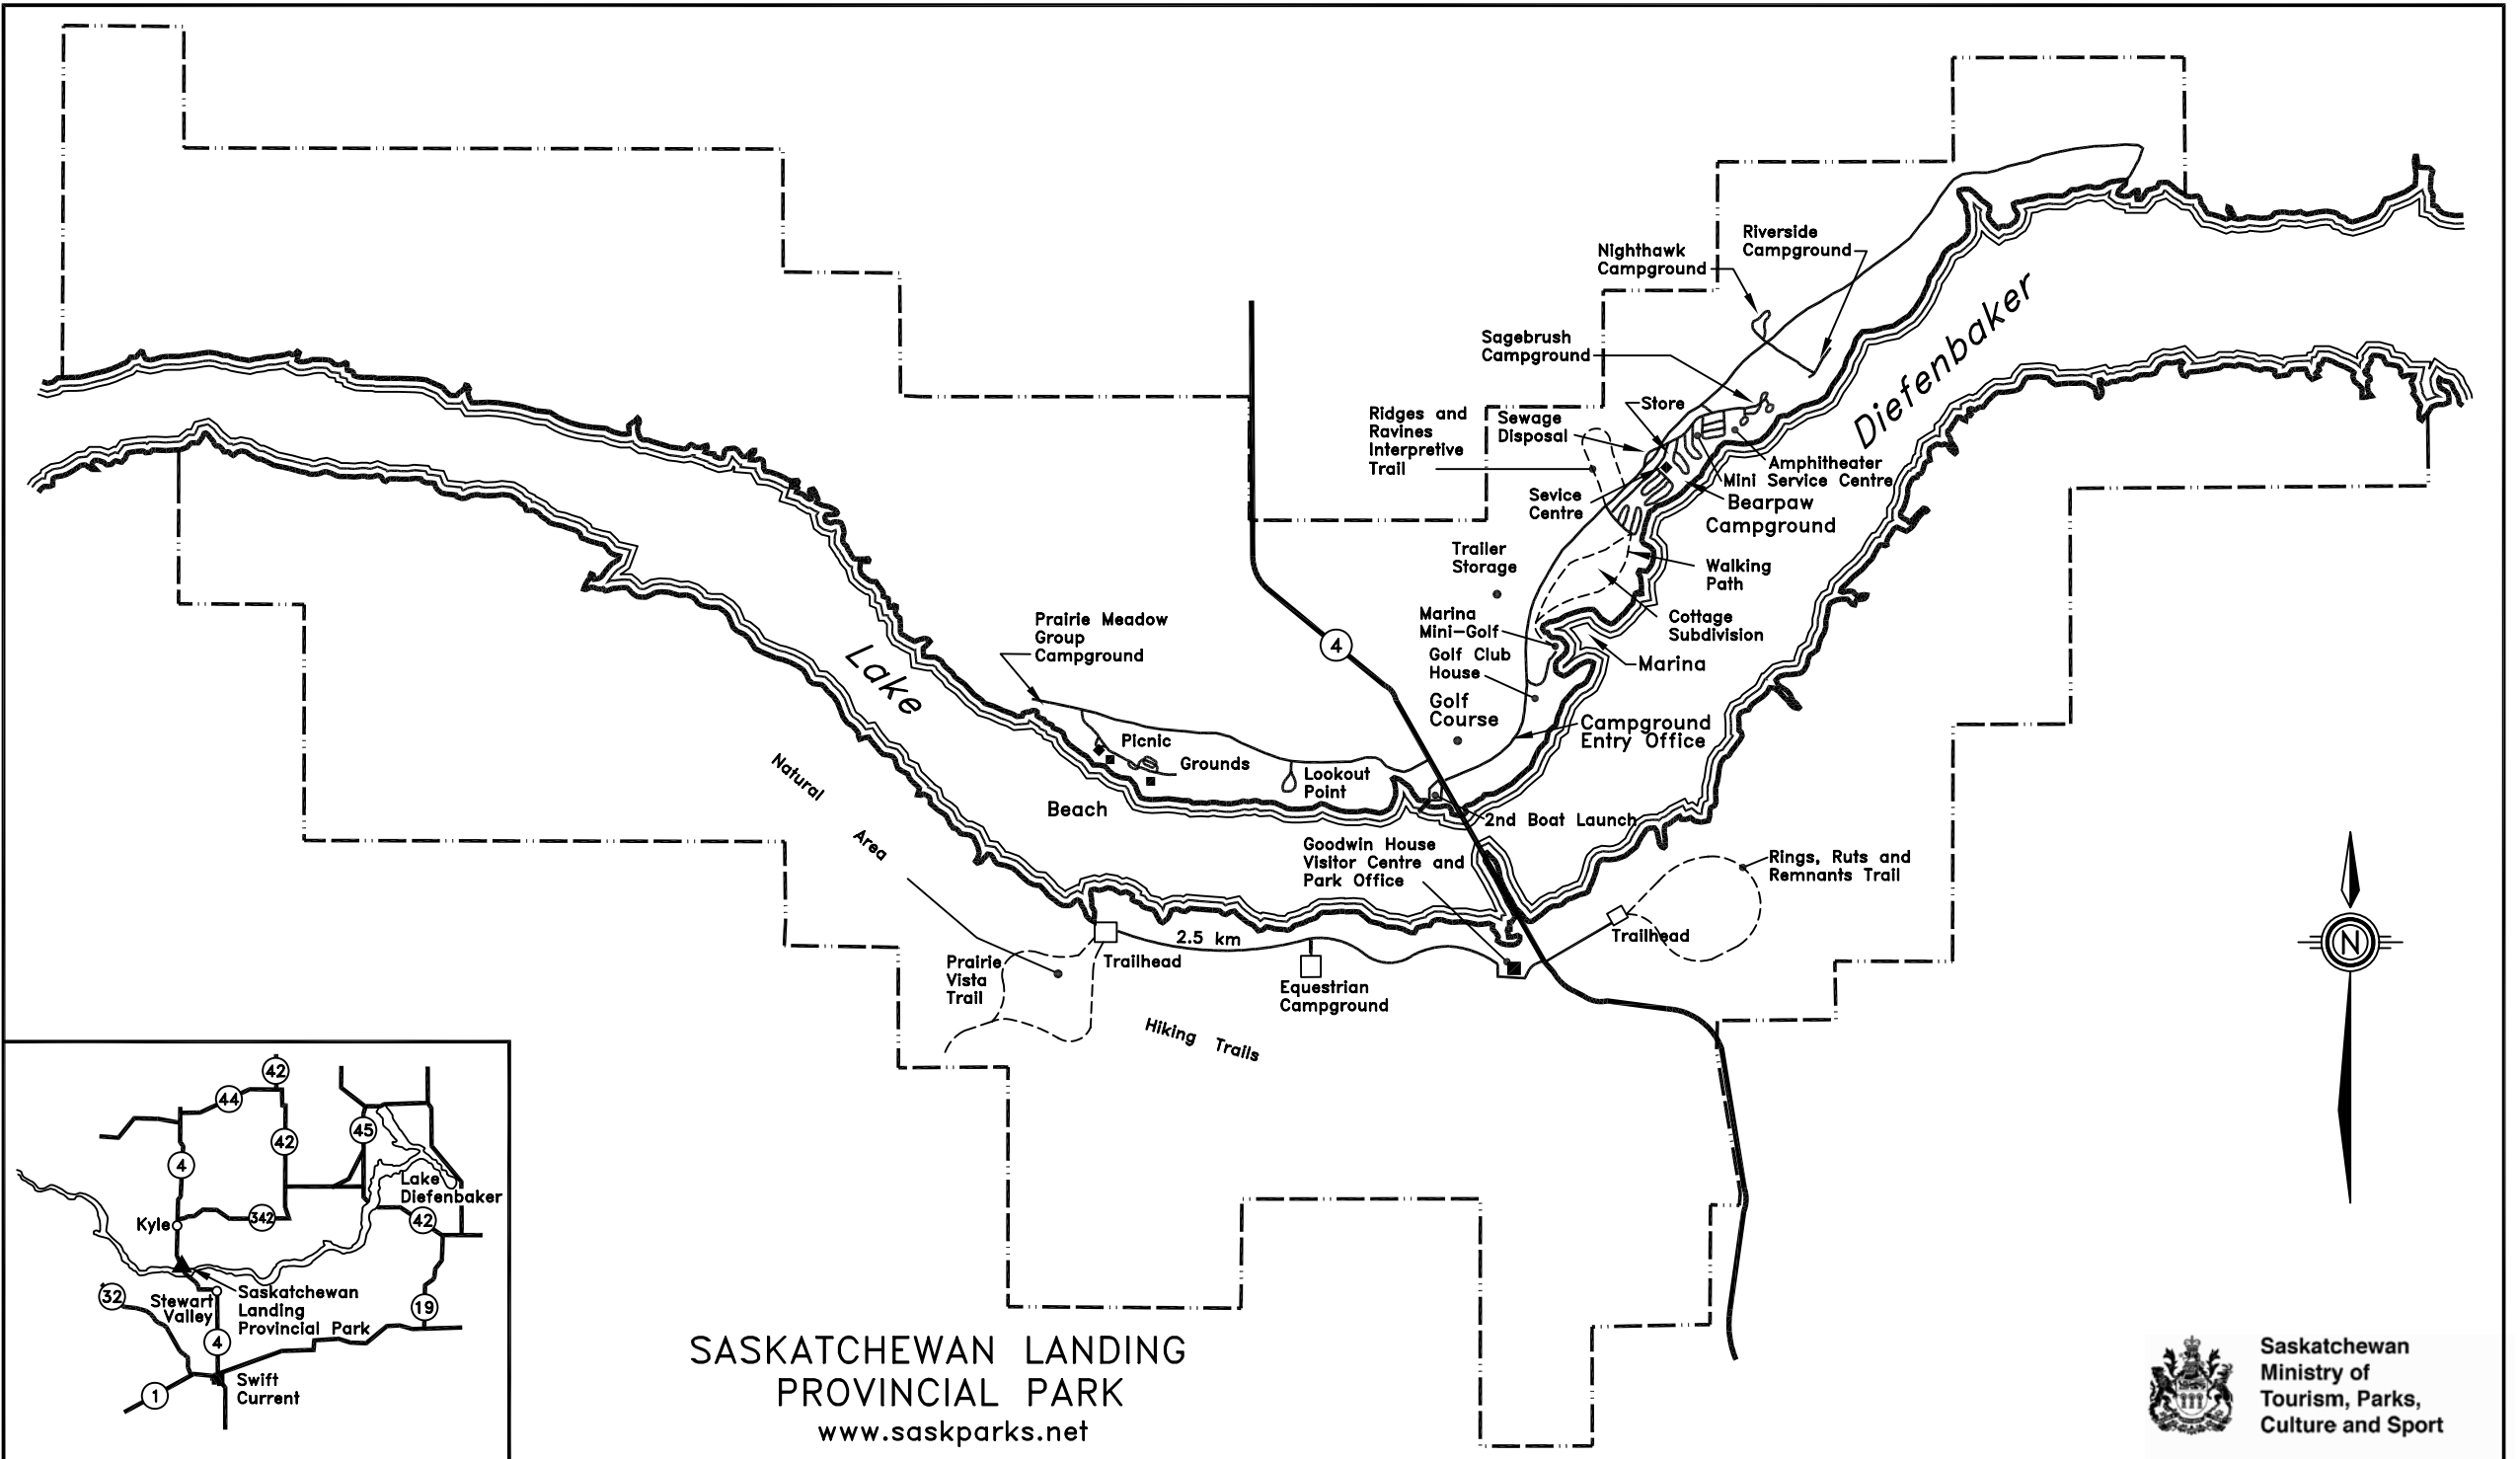 Riverside
Campground
Nighthawk
Campground
Sagebrush
Campground
Diefenbaker
Store
Ridges and
Ravines
Interpretive
Trail
Sewage
Disposal
Amphitheater
Mini Service Centre
Sevice
Centre
Bearpaw
Campground
Trailer
Storage
Walking
Path
Marina
Mini-Golf
Cottage
Subdivision
Prairie Meadow
Group
Campground
4
Golf Club
House
Marina
Lake
Golf
Course
Campground
Entry Office
Picnic
Grounds
Natural
Area
Lookout
Point
Beach
2nd Boat Launch
Goodwin House
Visitor Centre and
Park Office
Rings, Ruts and
Remnants Trail
2.5 km
Trailhead
Trailhead
Prairie
Vista
Trail
Equestrian
Campground
Hiking Trails
N
42
44
42
45
4
Lake
Diefenbaker
Kyle
342
42
32
Stewart
Valley
Saskatchewan
Landing
Provincial Park
19
4
1
Swift
Current
SASKATCHEWAN LANDING
PROVINCIAL PARK
www.saskparks.net
Saskatchewan
Ministry of
Tourism, Parks,
Culture and Sport